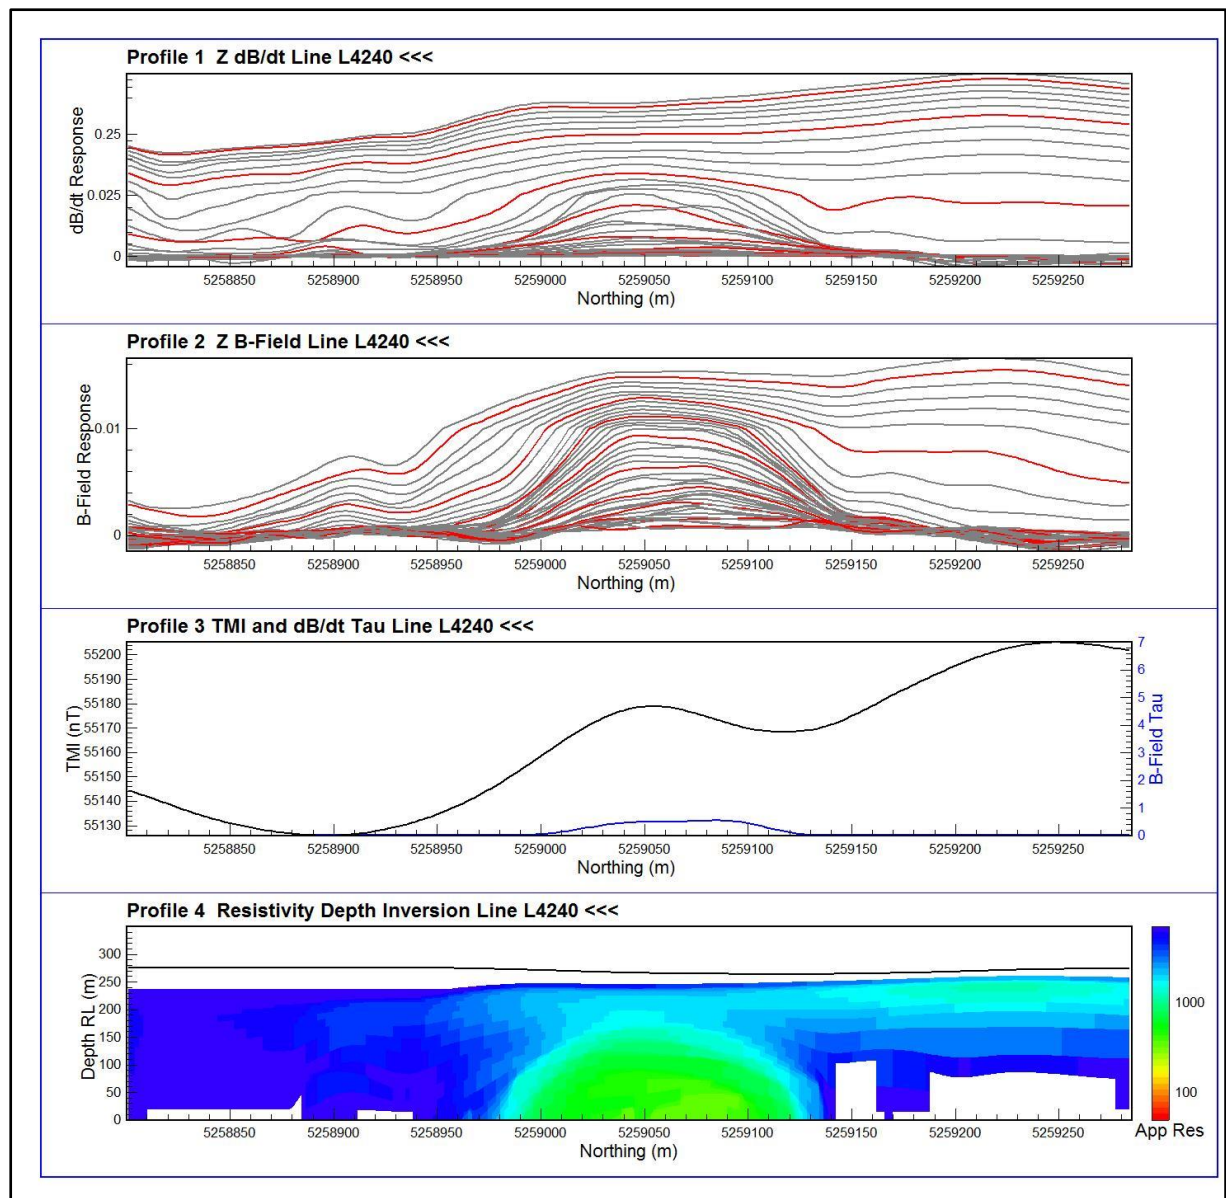 Profile 1 Z dB/dt Line L4240 <<<
dB/dt Response
0.25
0.025
0
5258850 5258900 5258950 5259000 5259050 5259100 5259150 5259200 5259250
Northing (m)
Profile 2 Z B-Field Line L4240 <<<
B-Field Response
0.01
0
5258850 5258900 5258950 5259000 5259050 5259100 5259150 5259200 5259250
Northing (m)
Profile 3 TMI and dB/dt Tau Line L4240 <<<
TMI (nT)
55200
55190
55180
55170
55160
55150
55140
55130
7
6
5
4
3
2
1
0
B-Field Tau
5258850 5258900 5258950 5259000 5259050 5259100 5259150 5259200 5259250
Northing (m)
Profile 4 Resistivity Depth Inversion Line L4240 <<<
Depth RL (m)
300
250
200
150
100
50
0
1000
100
App Res
5258850 5258900 5258950 5259000 5259050 5259100 5259150 5259200 5259250
Northing (m)